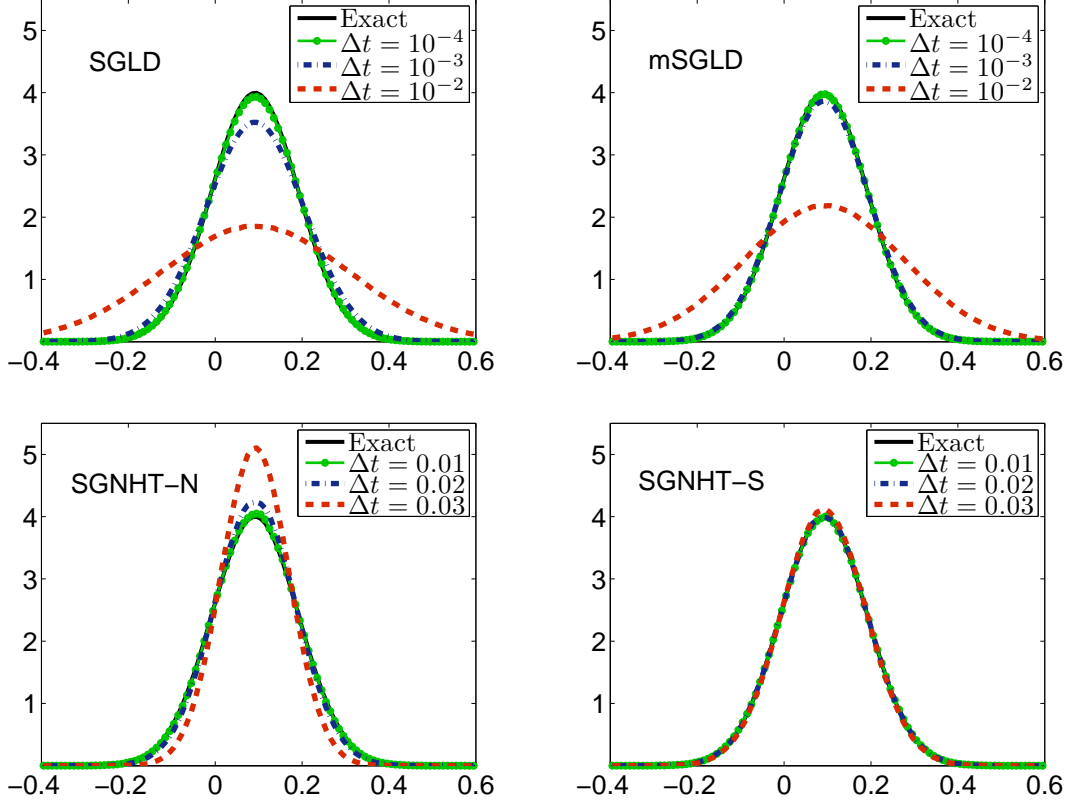 SGLD
Exact
Δt = 10⁻⁴
Δt = 10⁻³
Δt = 10⁻²
5
4
3
2
1
−0.4 −0.2 0 0.2 0.4 0.6
mSGLD
Exact
Δt = 10⁻⁴
Δt = 10⁻³
Δt = 10⁻²
5
4
3
2
1
−0.4 −0.2 0 0.2 0.4 0.6
SGNHT−N
Exact
Δt = 0.01
Δt = 0.02
Δt = 0.03
5
4
3
2
1
−0.4 −0.2 0 0.2 0.4 0.6
SGNHT−S
Exact
Δt = 0.01
Δt = 0.02
Δt = 0.03
5
4
3
2
1
−0.4 −0.2 0 0.2 0.4 0.6